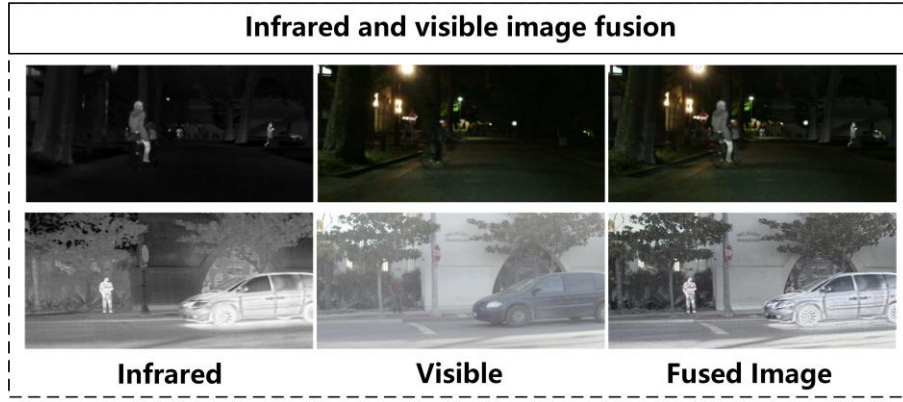 Infrared and visible image fusion
Infrared
Visible
Fused Image